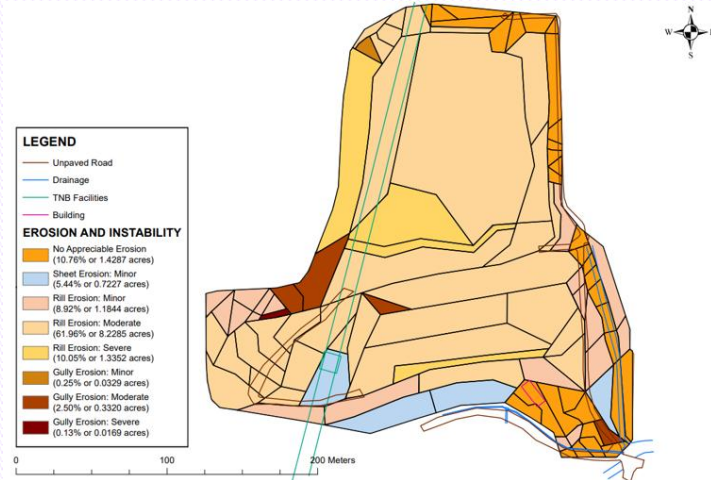 N
W
S
LEGEND
Unpaved Road
Drainage
TNB Facilities
Building
EROSION AND INSTABILITY
No Appreciable Erosion
(10.76% or 1.4287 acres)
Sheet Erosion: Minor
(5.44% or 0.7227 acres)
Rill Erosion: Minor
(8.92% or 1.1844 acres)
Rill Erosion: Moderate
(61.96% or 8.2285 acres)
Rill Erosion: Severe
(10.05% or 1.3352 acres)
Gully Erosion: Minor
(0.25% or 0.0329 acres)
Gully Erosion: Moderate
(2.50% or 0.3320 acres)
Gully Erosion: Severe
(0.13% or 0.0169 acres)
0 100 200 Meters